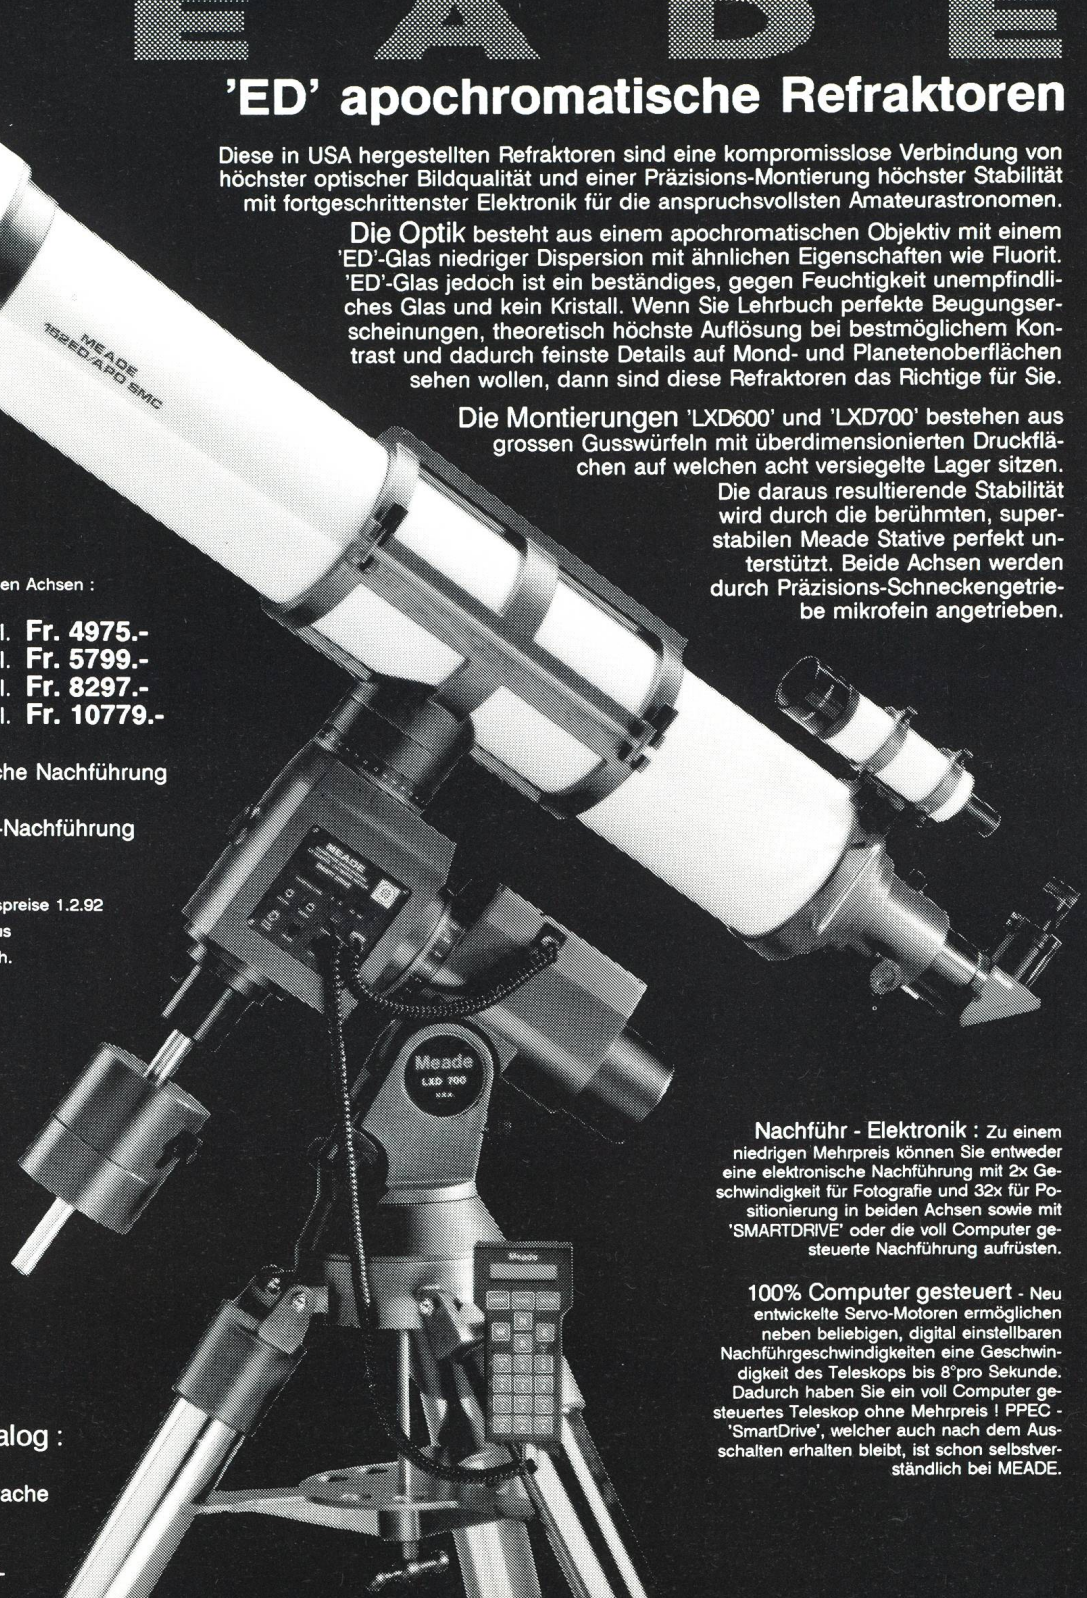 EADE
'ED' apochromatische Refraktoren
Diese in USA hergestellten Refraktoren sind eine kompromisslose Verbindung von
höchster optischer Bildqualität und einer Präzisions-Montierung höchster Stabilität
mit fortgeschrittenster Elektronik für die anspruchsvollsten Amateurastronomen.
Die Optik besteht aus einem apochromatischen Objektiv mit einem
'ED'-Glas niedriger Dispersion mit ähnlichen Eigenschaften wie Fluorit.
'ED'-Glas jedoch ist ein beständiges, gegen Feuchtigkeit unempfindli-
ches Glas und kein Kristall. Wenn Sie Lehrbuch perfekte Beugungser-
scheinungen, theoretisch höchste Auflösung bei bestmöglichem Kon-
trast und dadurch feinste Details auf Mond- und Planetenoberflächen
sehen wollen, dann sind diese Refraktoren das Richtige für Sie.
MEADE
152ED/APO SMC
Die Montierungen 'LXD600' und 'LXD700' bestehen aus
grossen Gusswürfeln mit überdimensionierten Druckflä-
chen auf welchen acht versiegelte Lager sitzen.
Die daraus resultierende Stabilität
wird durch die berühmten, super-
stabilen Meade Stative perfekt un-
terstützt. Beide Achsen werden
durch Präzisions-Schneckengetrie-
be mikrofein angetrieben.
en Achsen :
l. Fr. 4975.-
l. Fr. 5799.-
l. Fr. 8297.-
l. Fr. 10779.-
che Nachführung
-Nachführung
spreise 1.2.92
us
h.
MEADE
Meade
LXD 700
Nachführ - Elektronik : Zu einem
niedrigen Mehrpreis können Sie entweder
eine elektronische Nachführung mit 2x Ge-
schwindigkeit für Fotografie und 32x für Po-
sitionierung in beiden Achsen sowie mit
'SMARTDRIVE' oder die voll Computer ge-
steuerte Nachführung aufrüsten.
Meade
N
W
E
100% Computer gesteuert - Neu
entwickelte Servo-Motoren ermöglichen
neben beliebigen, digital einstellbaren
Nachführgeschwindigkeiten eine Geschwin-
digkeit des Teleskops bis 8°pro Sekunde.
Dadurch haben Sie ein voll Computer ge-
steuertes Teleskop ohne Mehrpreis ! PPEC -
'SmartDrive', welcher auch nach dem Aus-
schalten erhalten bleibt, ist schon selbstver-
ständlich bei MEADE.
alog :
ache
-